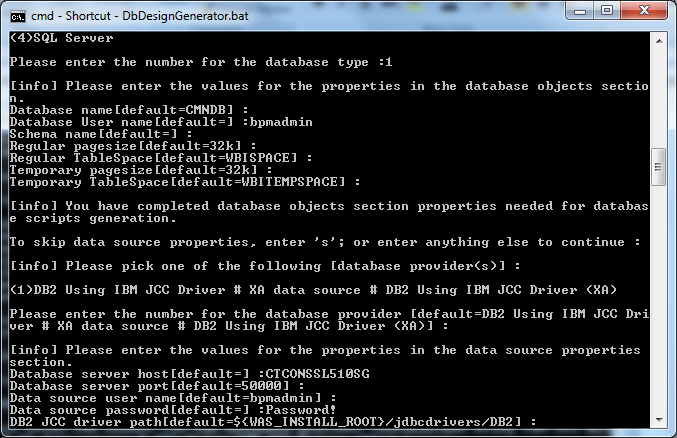 cmd - Shortcut - DbDesignGenerator.bat
(4)SQL Server
Please enter the number for the database type :1
[info] Please enter the values for the properties in the database objects sectio
n.
Database name[default=CMNDB] :
Database User name[default=] :bpmadmin
Schema name[default=] :
Regular pagesize[default=32k] :
Regular TableSpace[default=WBISPACE] :
Temporary pagesize[default=32k] :
Temporary TableSpace[default=WBITEMPSPACE] :
[info] You have completed database objects section properties needed for databas
e scripts generation.
To skip data source properties, enter 's'; or enter anything else to continue :
[info] Please pick one of the following [database provider(s)] :
(1)DB2 Using IBM JCC Driver # XA data source # DB2 Using IBM JCC Driver (XA)
Please enter the number for the database provider [default=DB2 Using IBM JCC Dri
ver # XA data source # DB2 Using IBM JCC Driver (XA)] :
[info] Please enter the values for the properties in the data source properties
section.
Database server host[default=] :CTCONSSL510SG
Database server port[default=50000] :
Data source user name[default=bpmadmin] :
Data source password[default=] :Password!
DB2 JCC driver path[default=${WAS_INSTALL_ROOT}/jdbcdrivers/DB2] :